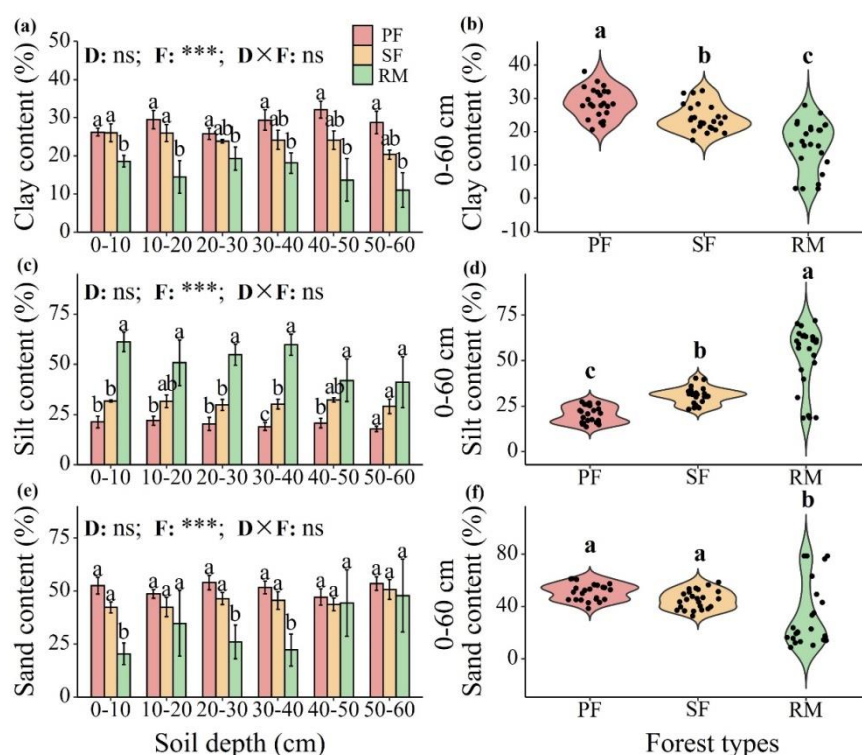 (a)
D: ns; F: ***; D×F: ns
PF
SF
RM
Clay content (%)
50
40
30
20
10
0
a a b
a a b
a ab b
a ab b
a ab b
a ab b
0-10 10-20 20-30 30-40 40-50 50-60
(b)
0-60 cm
Clay content (%)
50
40
30
20
10
0
-10
a b c
PF SF RM
(c)
D: ns; F: ***; D×F: ns
Silt content (%)
75
50
25
0
b b a
b ab a
b b a
c b a
b ab a
a a a
0-10 10-20 20-30 30-40 40-50 50-60
(d)
0-60 cm
Silt content (%)
75
50
25
0
c b a
PF SF RM
(e)
D: ns; F: ***; D×F: ns
Sand content (%)
75
50
25
0
a a b
a a a
a a b
a a b
a a a
a a a
0-10 10-20 20-30 30-40 40-50 50-60
Soil depth (cm)
(f)
0-60 cm
Sand content (%)
80
40
0
a a b
PF SF RM
Forest types